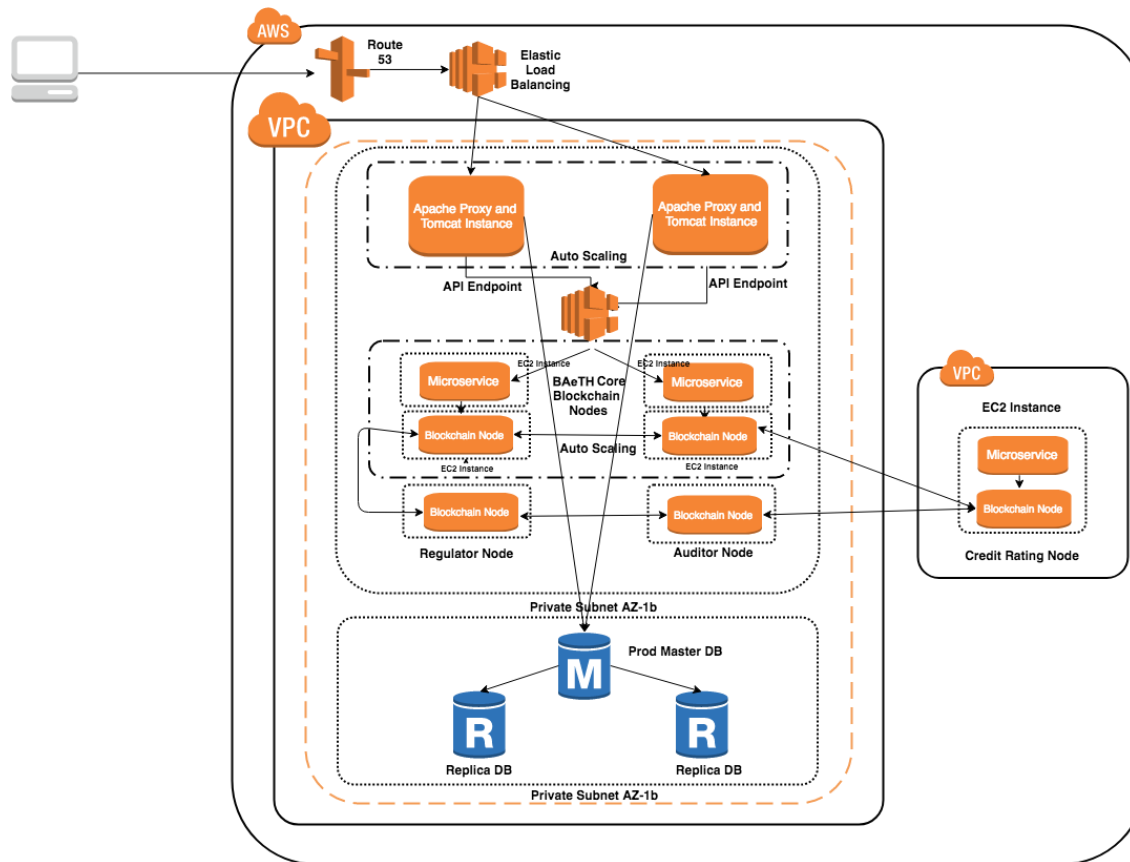 AWS
Route
53
Elastic
Load
Balancing
VPC
Apache Proxy and
Tomcat Instance
Apache Proxy and
Tomcat Instance
Auto Scaling
API Endpoint
API Endpoint
EC2 Instance
EC2 Instance
Microservice
BAeTH Core
Blockchain
Nodes
Microservice
Blockchain Node
Auto Scaling
Blockchain Node
EC2 Instance
EC2 Instance
Blockchain Node
Blockchain Node
Regulator Node
Auditor Node
VPC
EC2 Instance
Microservice
Blockchain Node
Credit Rating Node
Private Subnet AZ-1b
M
Prod Master DB
R
R
Replica DB
Replica DB
Private Subnet AZ-1b